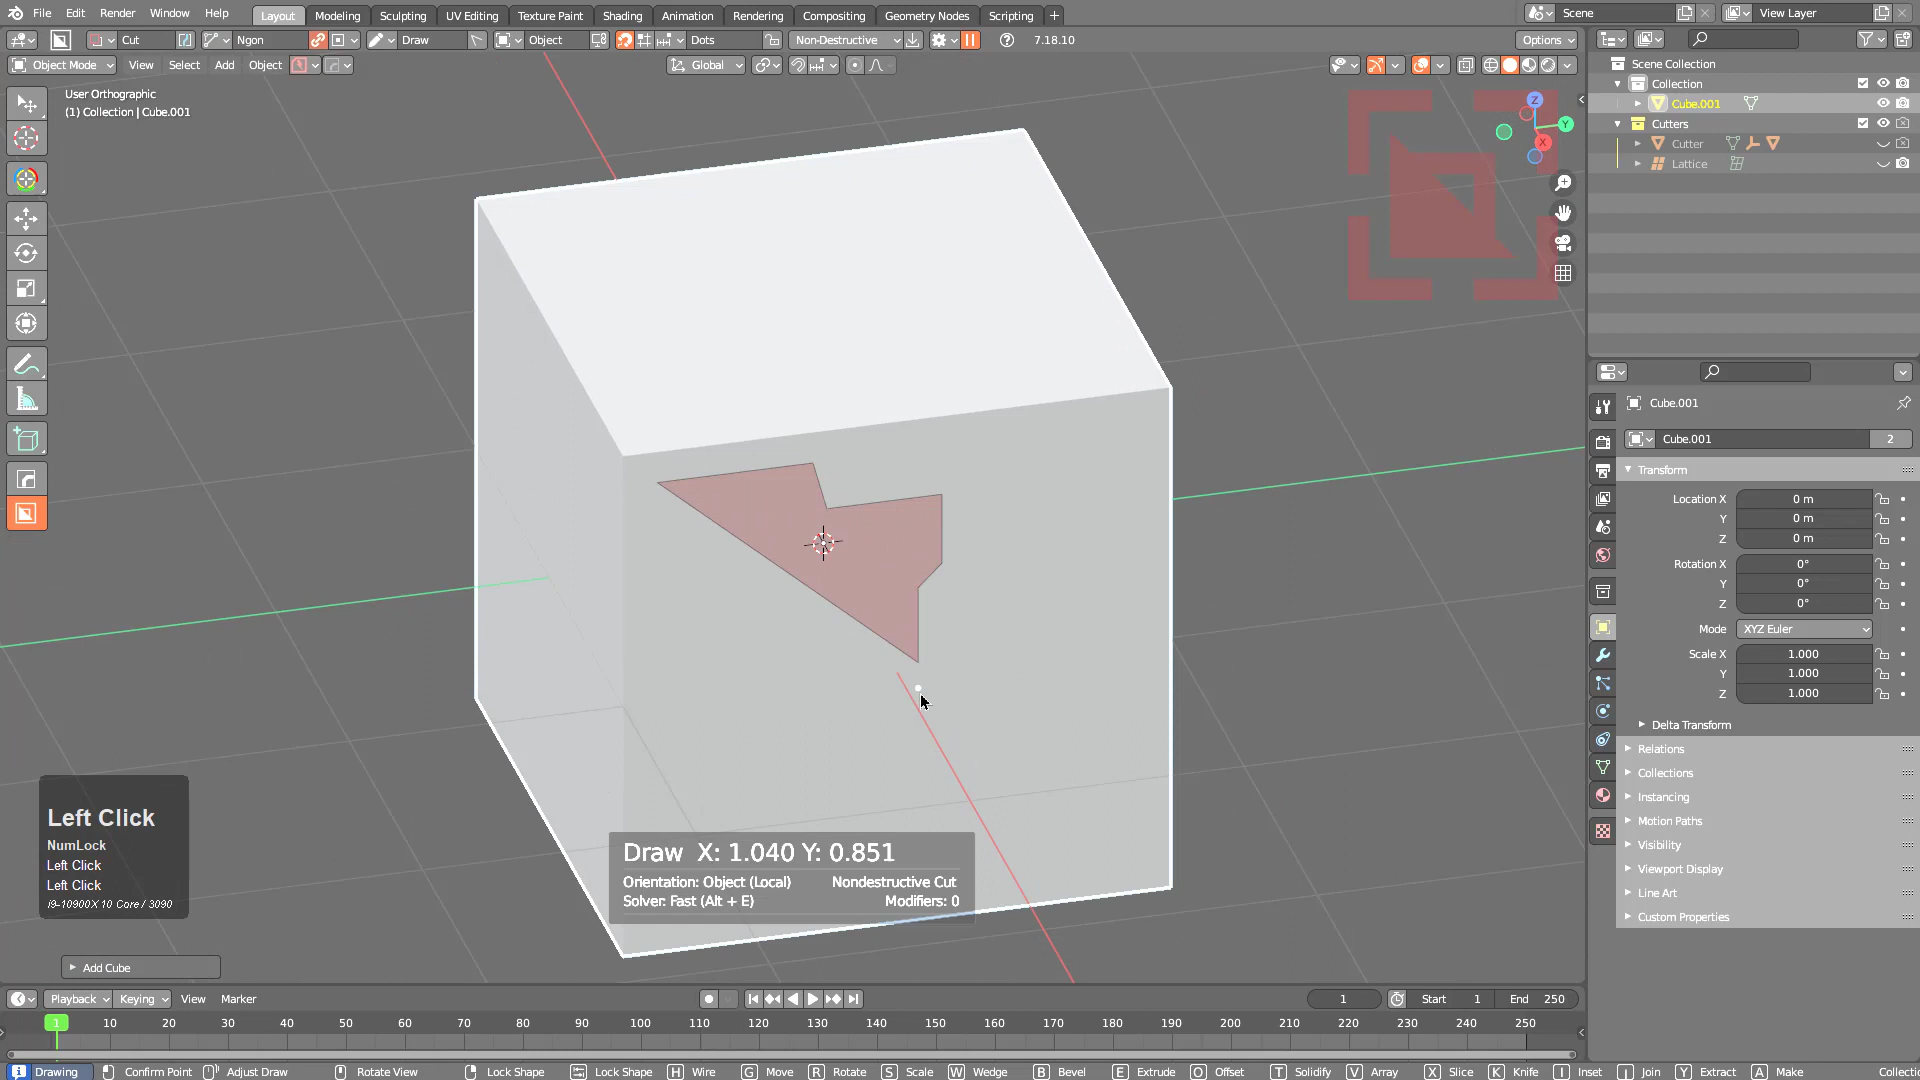 File Edit Render Window Help Layout Modeling Sculpting UV Editing Texture Paint Shading Animation Rendering Compositing Geometry Nodes Scripting + Scene View Layer
Cut Ngon Draw Object Dots Non-Destructive 7.18.10 Options
Object Mode View Select Add Object Global
User Orthographic
(1) Collection | Cube.001
Z
Y
X
Scene Collection
Collection
Cube.001
Cutters
Cutter
Lattice
Cube.001
Cube.001 2
Transform
Location X 0 m
Y 0 m
Z 0 m
Rotation X 0°
Y 0°
Z 0°
Mode XYZ Euler
Scale X 1.000
Y 1.000
Z 1.000
Delta Transform
Relations
Collections
Instancing
Motion Paths
Visibility
Viewport Display
Line Art
Custom Properties
Left Click
NumLock
Left Click
Left Click
i9-10900X 10 Core / 3090
Draw X: 1.040 Y: 0.851
Orientation: Object (Local) Nondestructive Cut
Solver: Fast (Alt + E) Modifiers: 0
Add Cube
Playback Keying View Marker 1 Start 1 End 250
1 10 20 30 40 50 60 70 80 90 100 110 120 130 140 150 160 170 180 190 200 210 220 230 240 250
Drawing Confirm Point Adjust Draw Rotate View Lock Shape Lock Shape H Wire G Move R Rotate S Scale W Wedge B Bevel E Extrude O Offset T Solidify V Array X Slice K Knife I Inset J Join Y Extract A Make Collectio